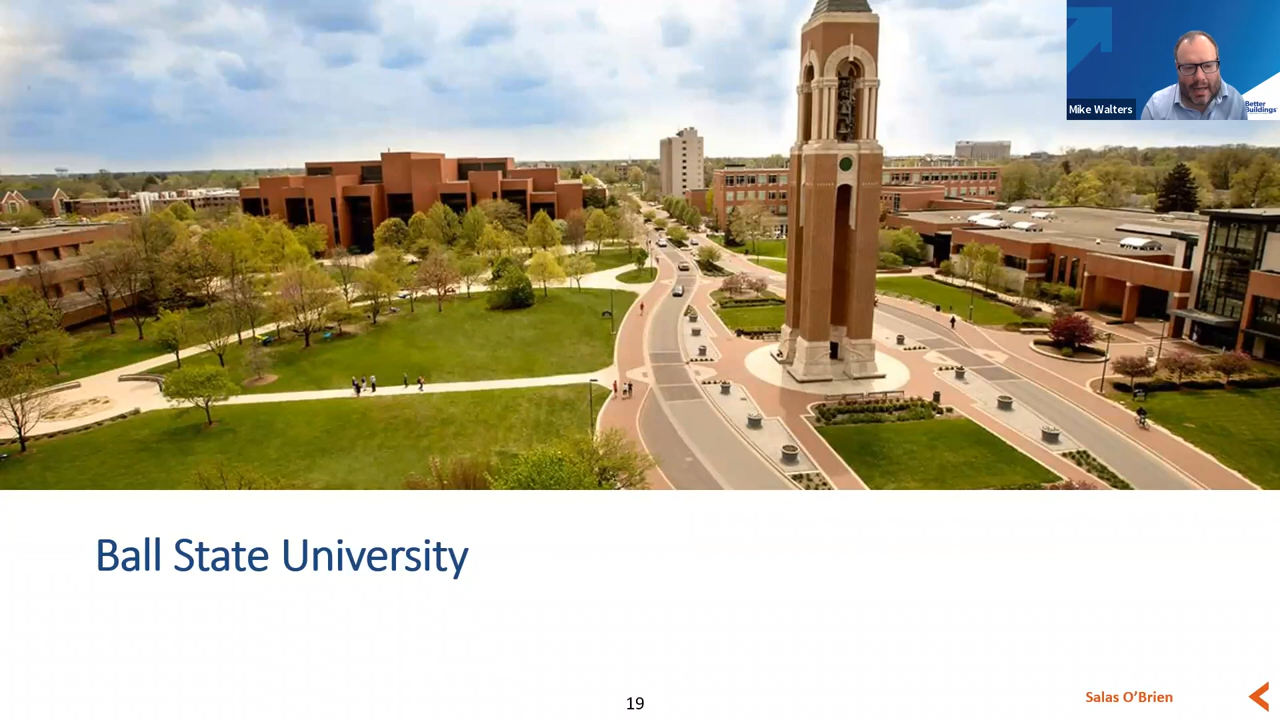 Mike Walters
Better
Buildings
Ball State University
19
Salas O’Brien